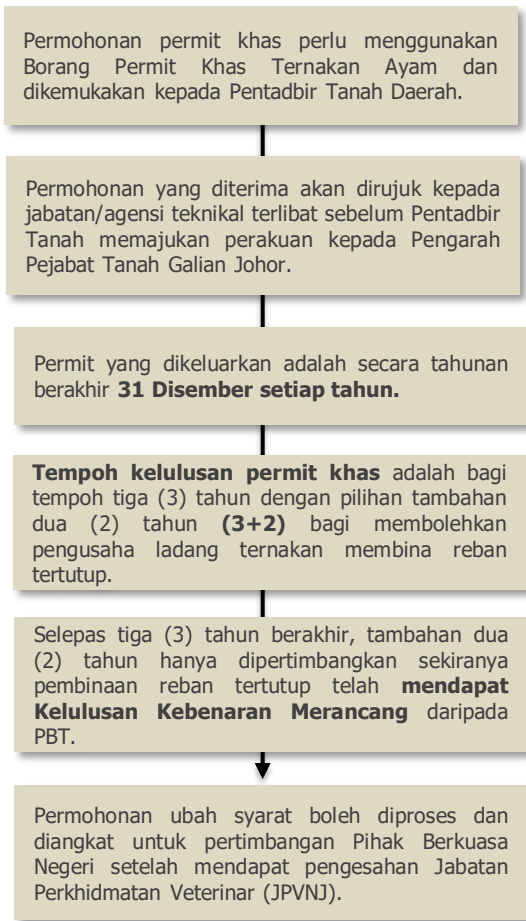 Permohonan permit khas perlu menggunakan
Borang Permit Khas Ternakan Ayam dan
dikemukakan kepada Pentadbir Tanah Daerah.
Permohonan yang diterima akan dirujuk kepada
jabatan/agensi teknikal terlibat sebelum Pentadbir
Tanah memajukan perakuan kepada Pengarah
Pejabat Tanah Galian Johor.
Permit yang dikeluarkan adalah secara tahunan
berakhir 31 Disember setiap tahun.
Tempoh kelulusan permit khas adalah bagi
tempoh tiga (3) tahun dengan pilihan tambahan
dua (2) tahun (3+2) bagi membolehkan
pengusaha ladang ternakan membina reban
tertutup.
Selepas tiga (3) tahun berakhir, tambahan dua
(2) tahun hanya dipertimbangkan sekiranya
pembinaan reban tertutup telah mendapat
Kelulusan Kebenaran Merancang daripada
PBT.
Permohonan ubah syarat boleh diproses dan
diangkat untuk pertimbangan Pihak Berkuasa
Negeri setelah mendapat pengesahan Jabatan
Perkhidmatan Veterinar (JPVNJ).